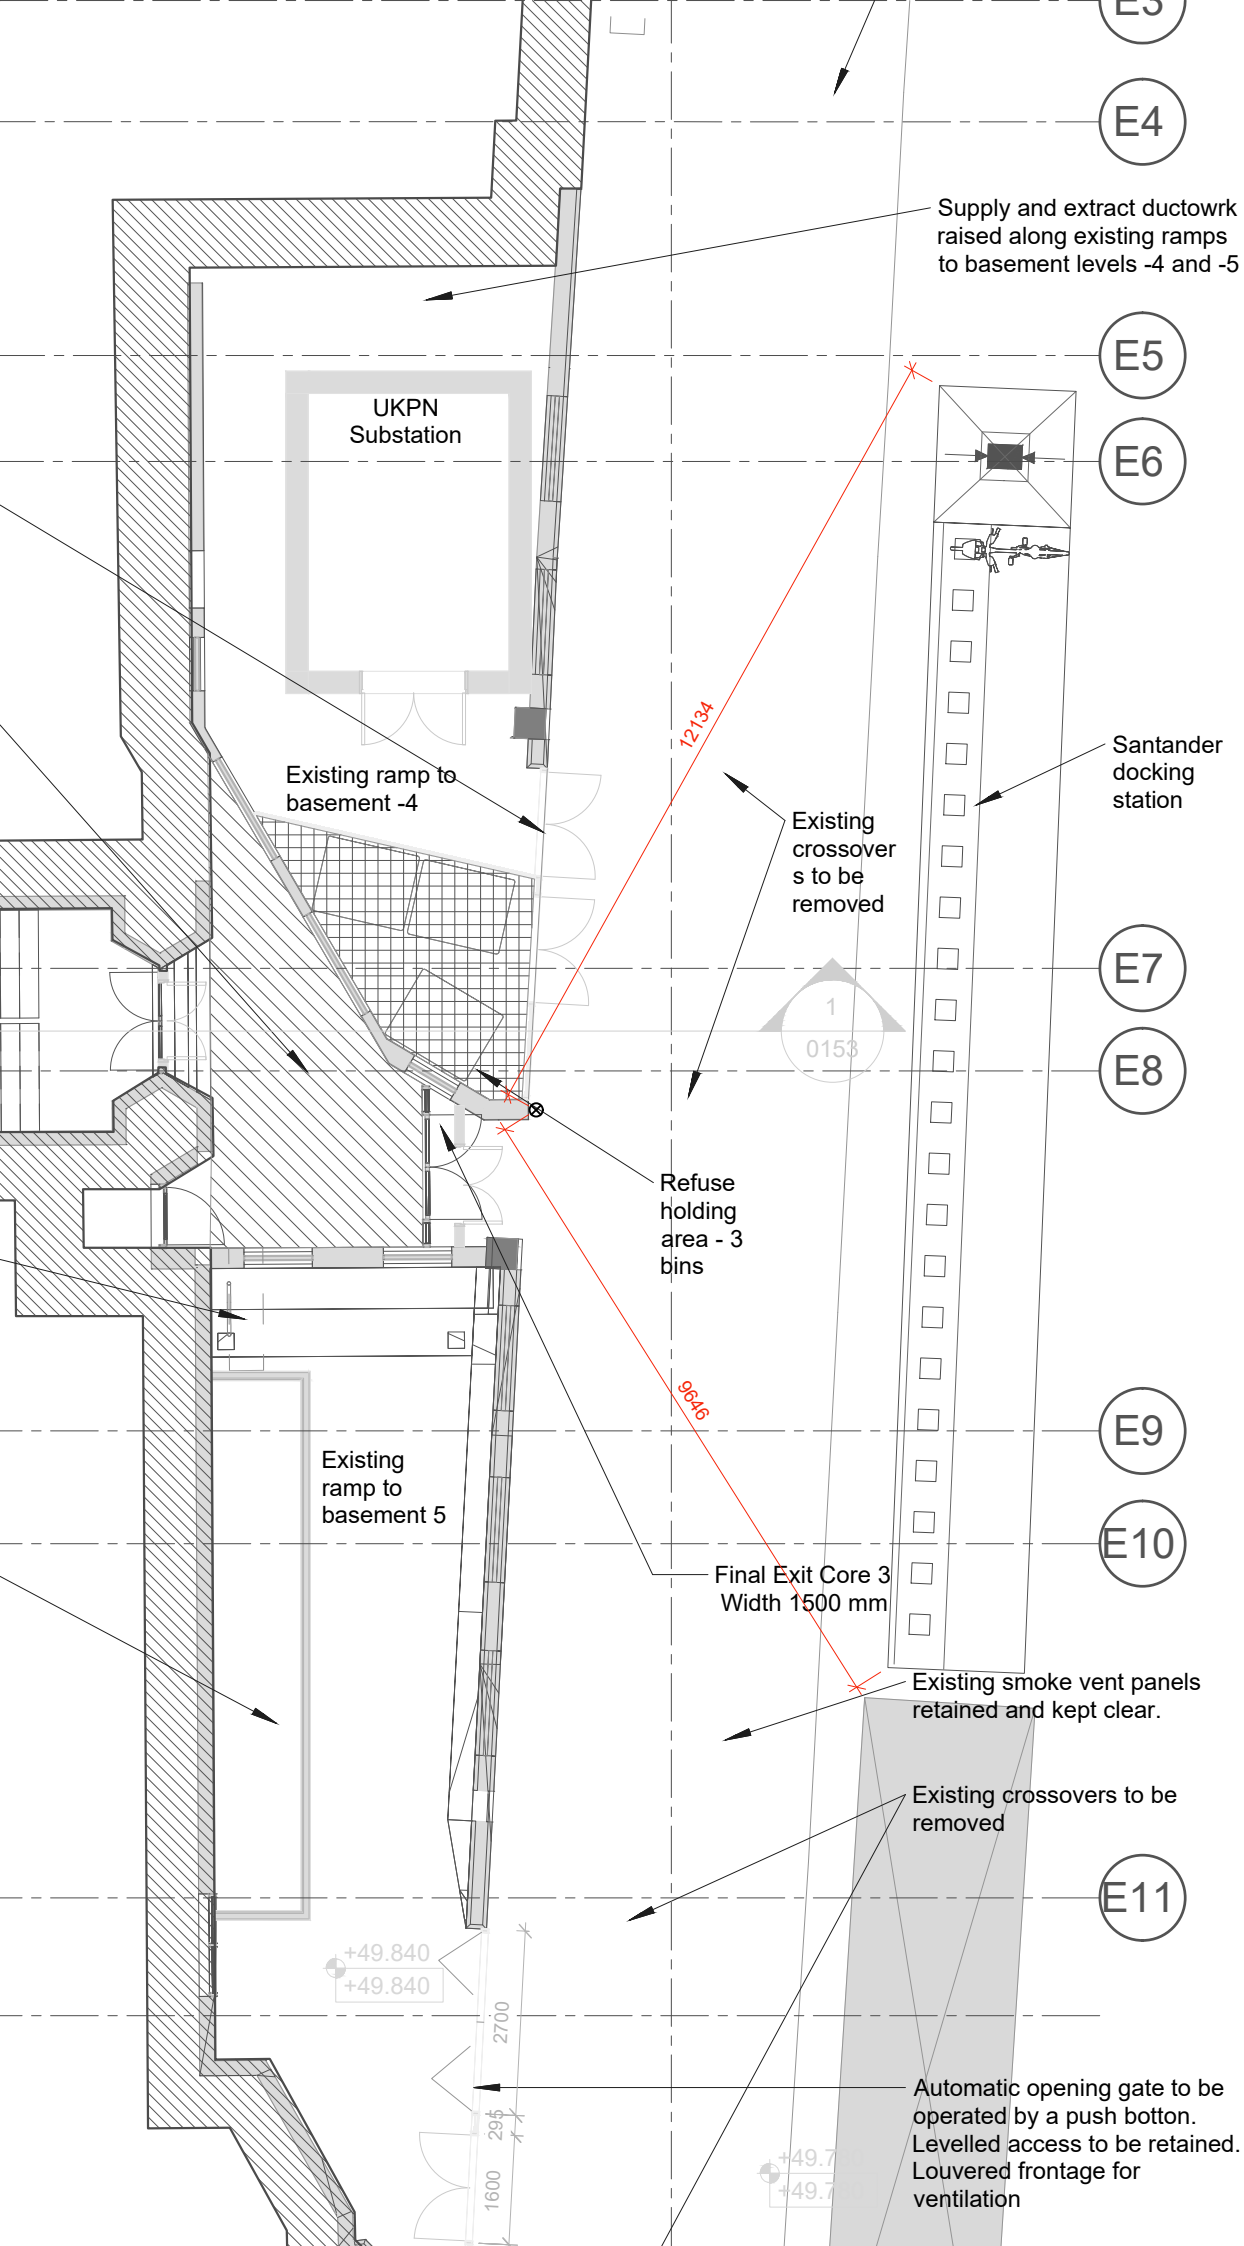 E3
E4
Supply and extract ductowrk
raised along existing ramps
to basement levels -4 and -5
E5
UKPN
Substation
E6
12134
Santander
docking
station
Existing ramp to
basement -4
Existing
crossover
s to be
removed
E7
1
0153
E8
Refuse
holding
area - 3
bins
9646
E9
Existing
ramp to
basement 5
E10
Final Exit Core 3
Width 1500 mm
Existing smoke vent panels
retained and kept clear.
Existing crossovers to be
removed
E11
+49.840
+49.840
2700
295
1600
Automatic opening gate to be
operated by a push botton.
Levelled access to be retained.
Louvered frontage for
ventilation